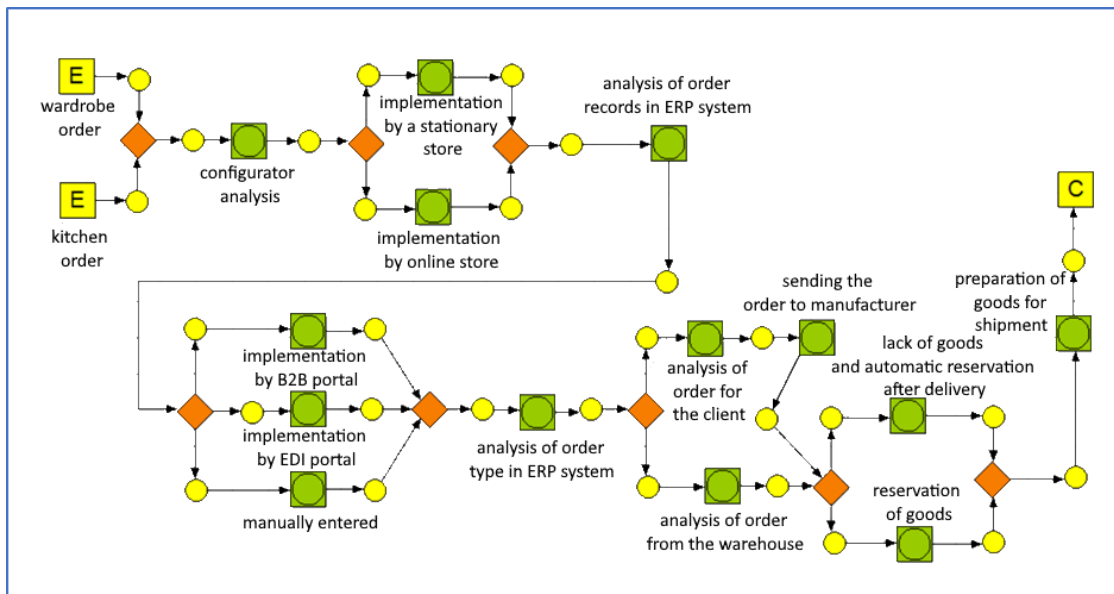 E
wardrobe
order
E
kitchen
order
configurator
analysis
implementation
by a stationary
store
implementation
by online store
analysis of order
records in ERP system
implementation
by B2B portal
implementation
by EDI portal
manually entered
analysis of order
type in ERP system
analysis of
order for
the client
sending the
order to manufacturer
analysis of order
from the warehouse
lack of goods
and automatic reservation
after delivery
reservation
of goods
preparation of
goods for
shipment
C